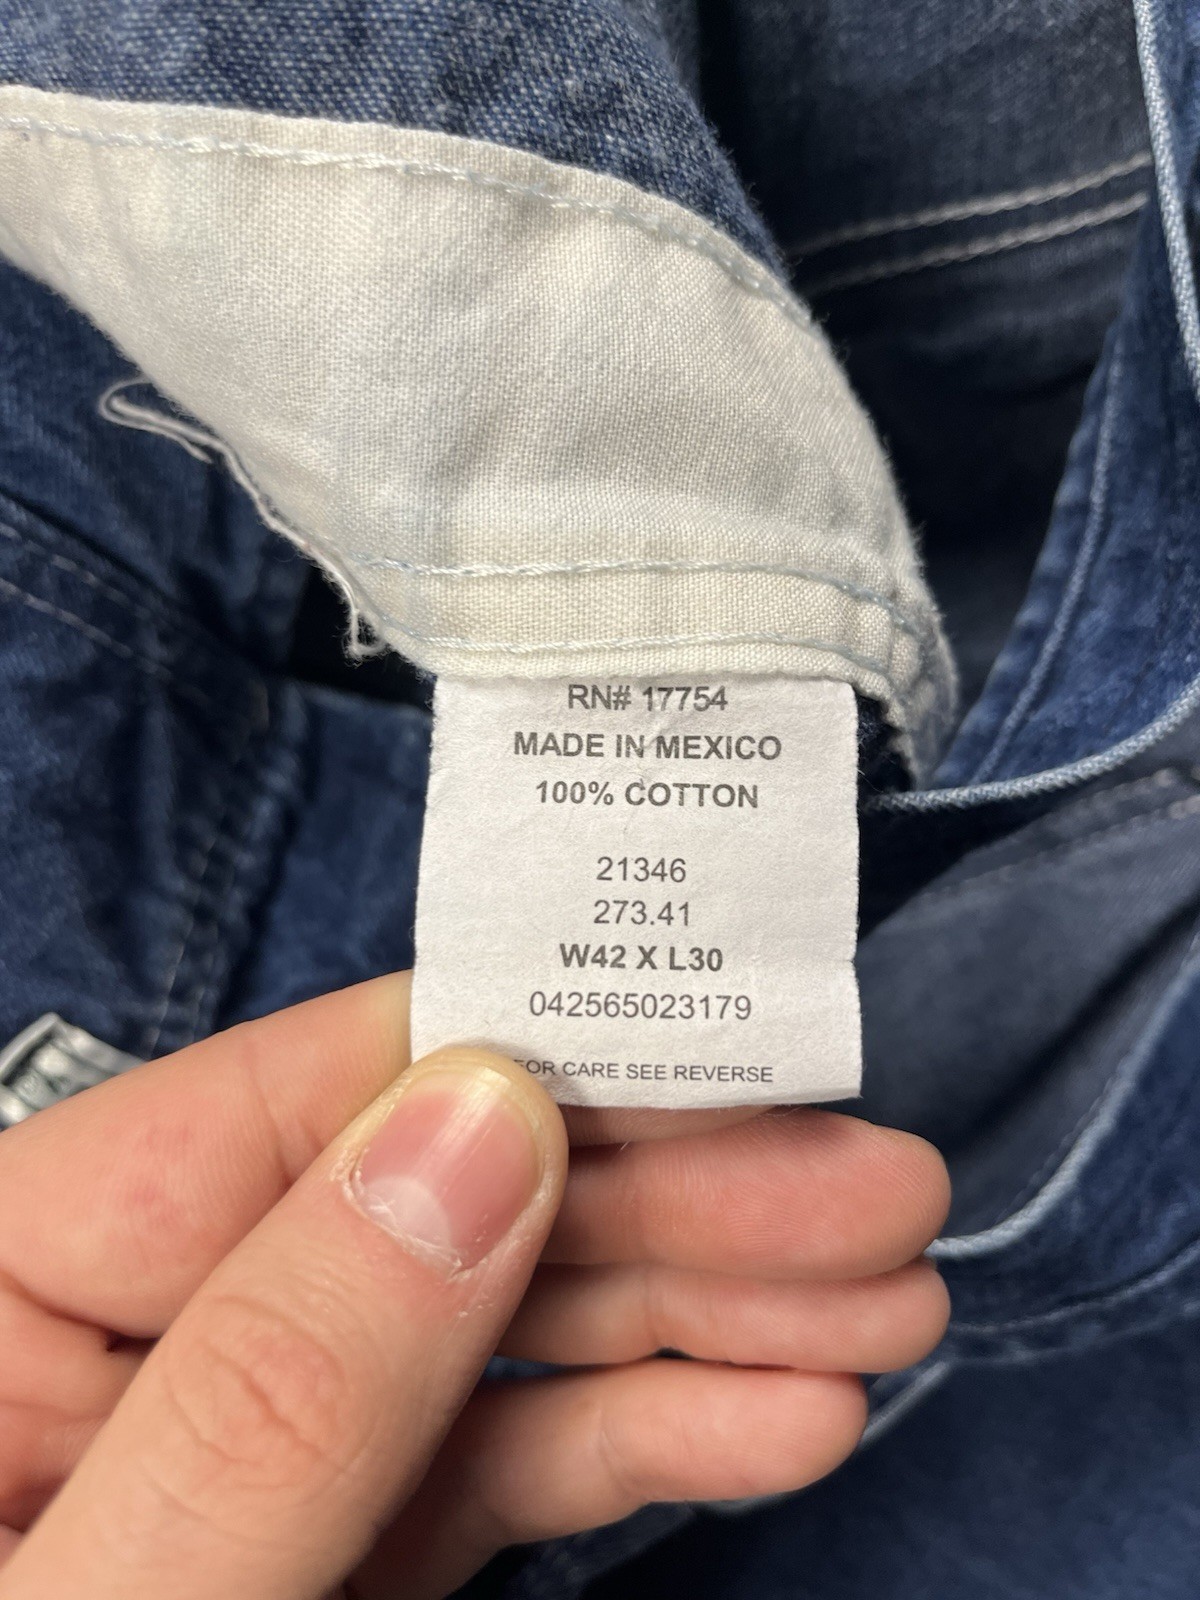 RN# 17754
MADE IN MEXICO
100% COTTON
21346
273.41
W42 X L30
042565023179
FOR CARE SEE REVERSE